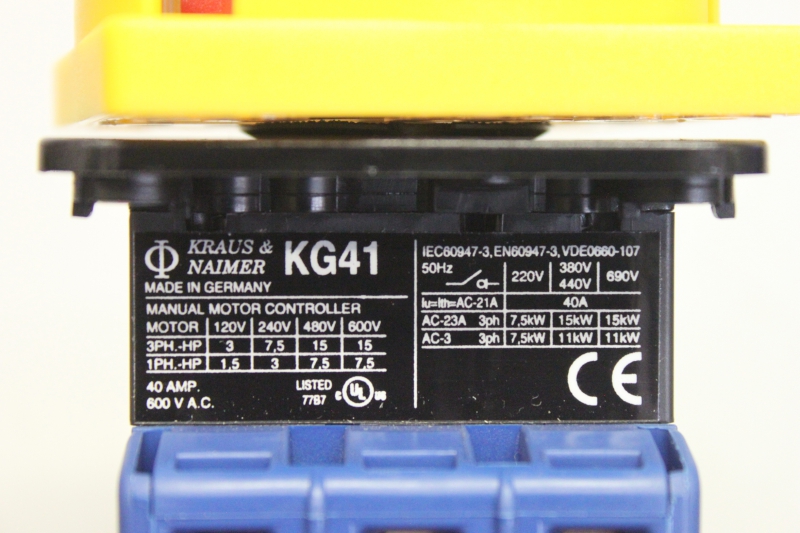 KRAUS &
NAIMER KG41
MADE IN GERMANY
MANUAL MOTOR CONTROLLER
MOTOR 120V 240V 480V 600V
3PH.-HP 3 7,5 15 15
1PH.-HP 1,5 3 7,5 7,5
40 AMP.
600 V A.C.
LISTED
77B7
c UL us
IEC60947-3, EN60947-3, VDE0660-107
50Hz 220V 380V 440V 690V
Iu=Ith=AC-21A 40A
AC-23A 3ph 7,5kW 15kW 15kW
AC-3 3ph 7,5kW 11kW 11kW
CE